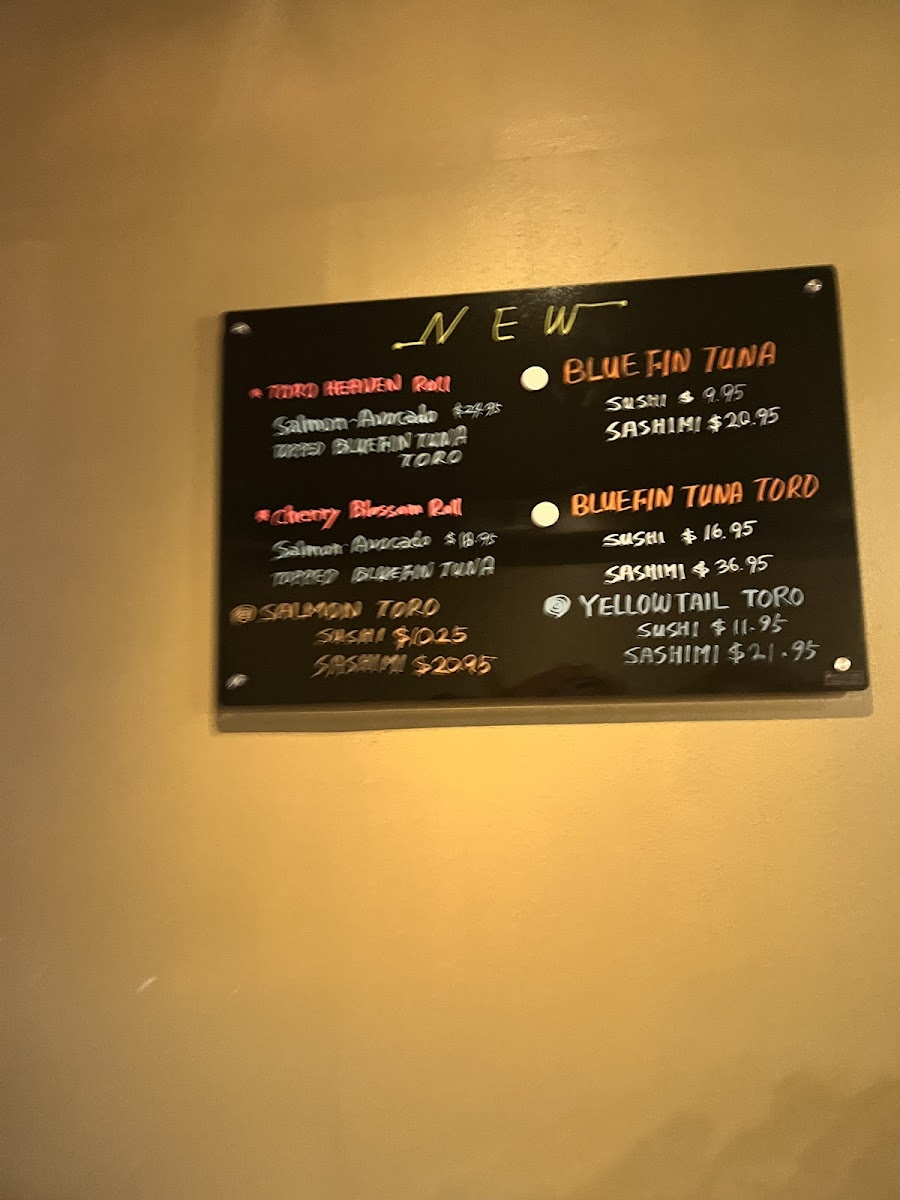 NEW
* TORO HEAVEN Roll
Salmon-Avocado $24.95
TOPPED BLUEFIN TUNA
TORO
* Cherry Blossom Roll
Salmon-Avocado $18.95
TOPPED BLUEFIN TUNA
SALMON TORO
SUSHI $10.25
SASHIMI $20.95
BLUEFIN TUNA
SUSHI $ 9.95
SASHIMI $20.95
BLUEFIN TUNA TORO
SUSHI $16.95
SASHIMI $36.95
YELLOWTAIL TORO
SUSHI $11.95
SASHIMI $21.95